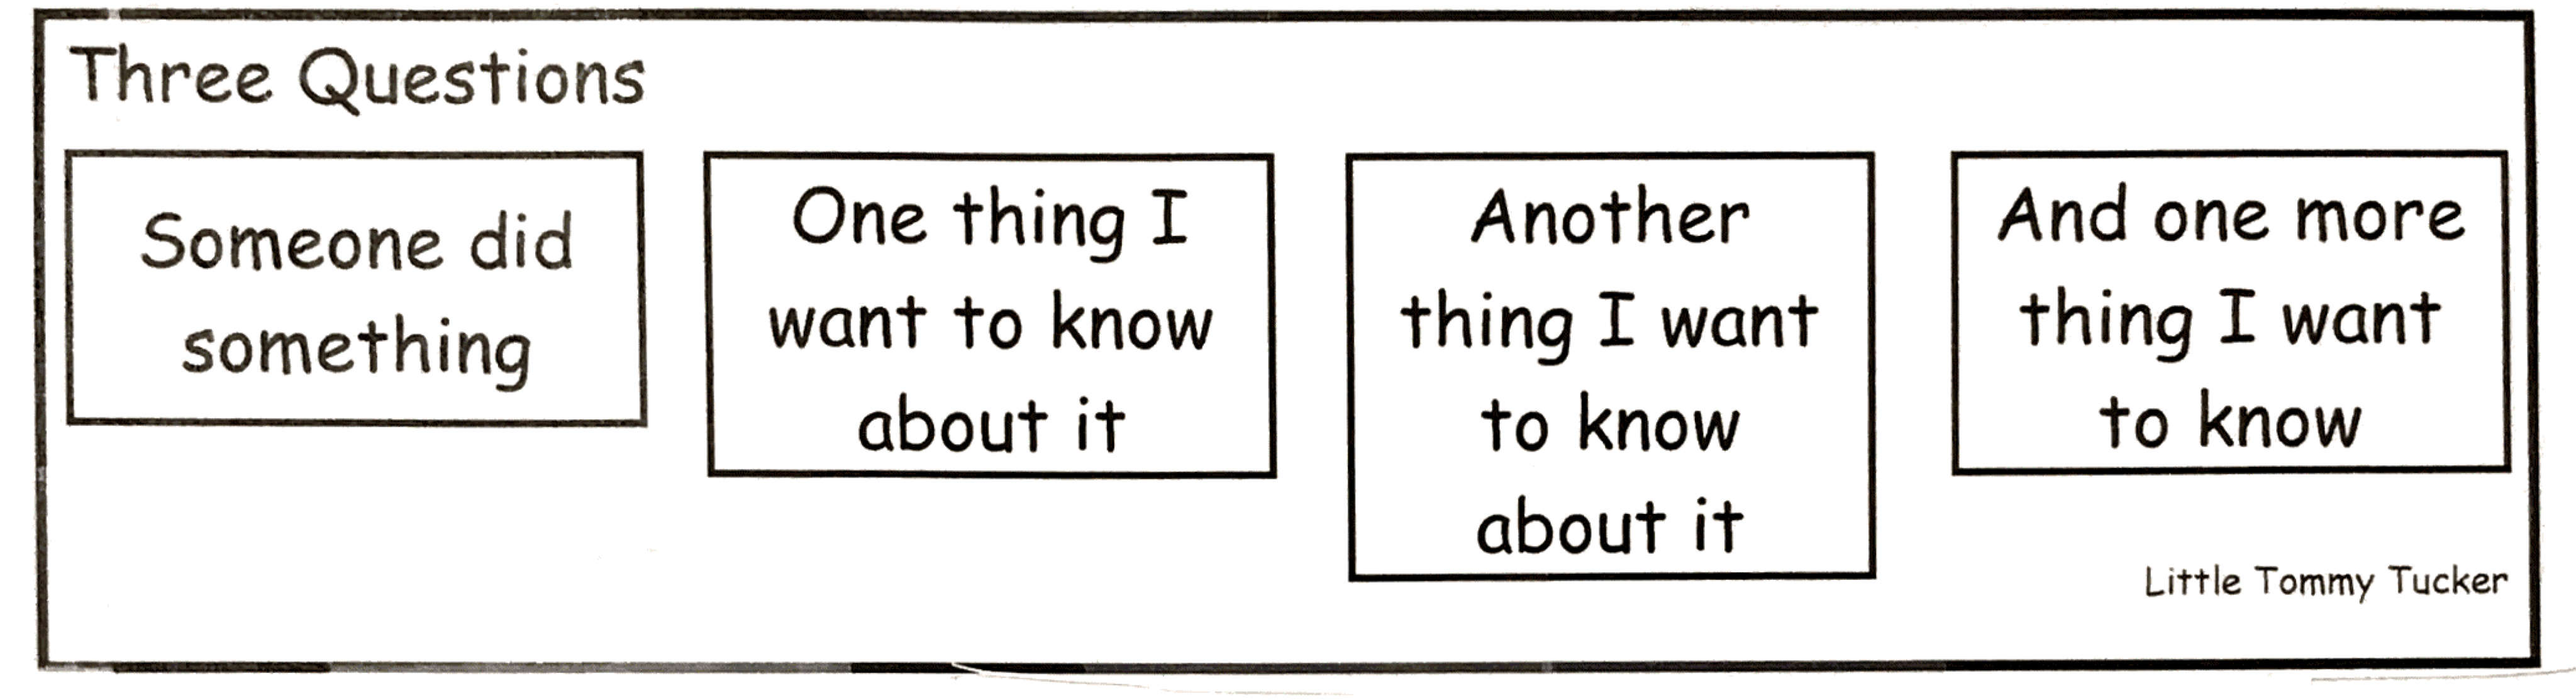 Three Questions
Someone did
something
One thing I
want to know
about it
Another
thing I want
to know
about it
And one more
thing I want
to know
Little Tommy Tucker